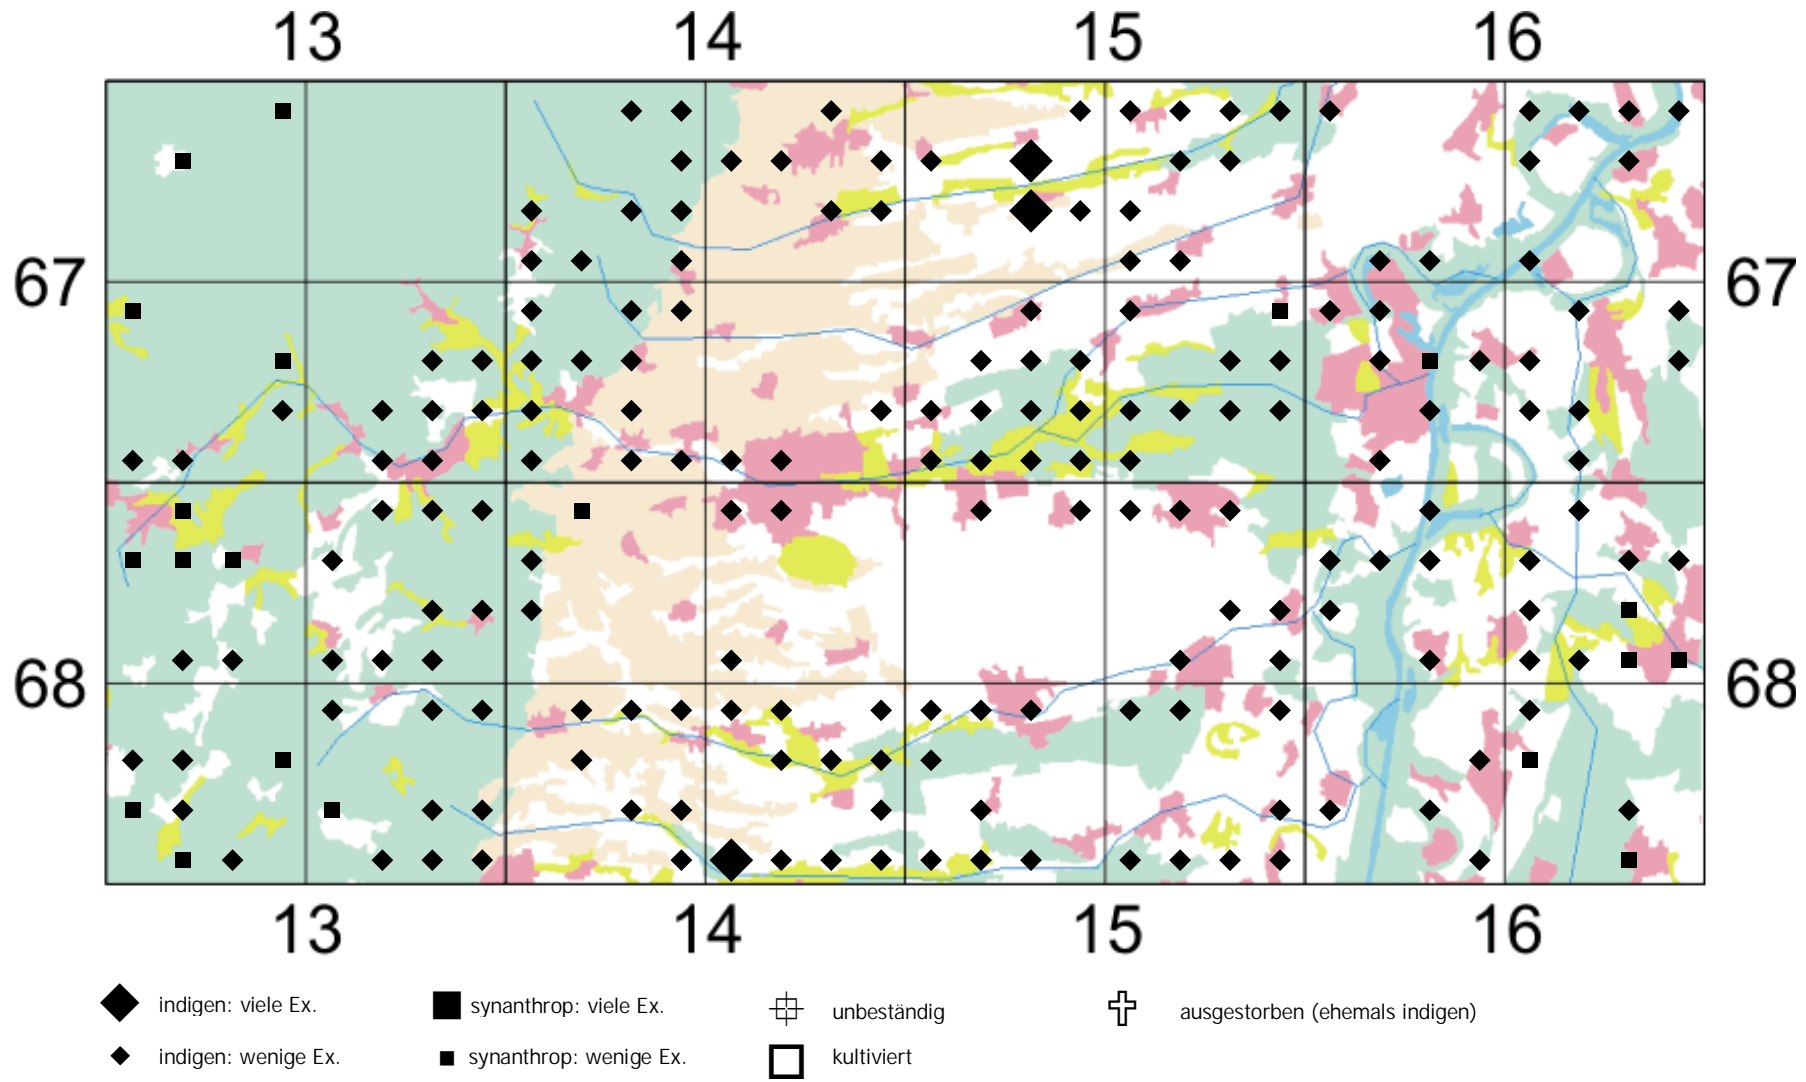 13 14 15 16
67 67
68 68
13 14 15 16
indigen: viele Ex. synanthrop: viele Ex. unbeständig ausgestorben (ehemals indigen)
indigen: wenige Ex. synanthrop: wenige Ex. kultiviert